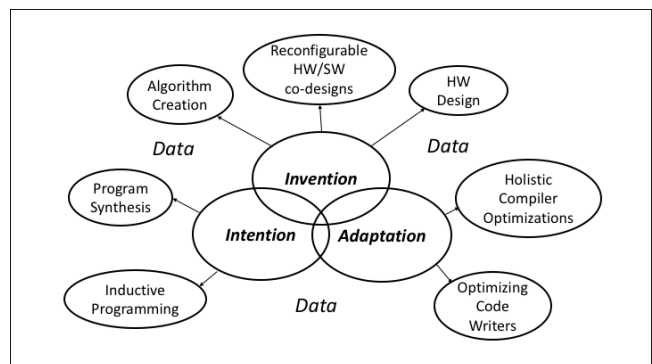 Reconfigurable
HW/SW
co-designs
Algorithm
Creation
HW
Design
Data
Data
Invention
Program
Synthesis
Holistic
Compiler
Optimizations
Intention
Adaptation
Inductive
Programming
Data
Optimizing
Code
Writers